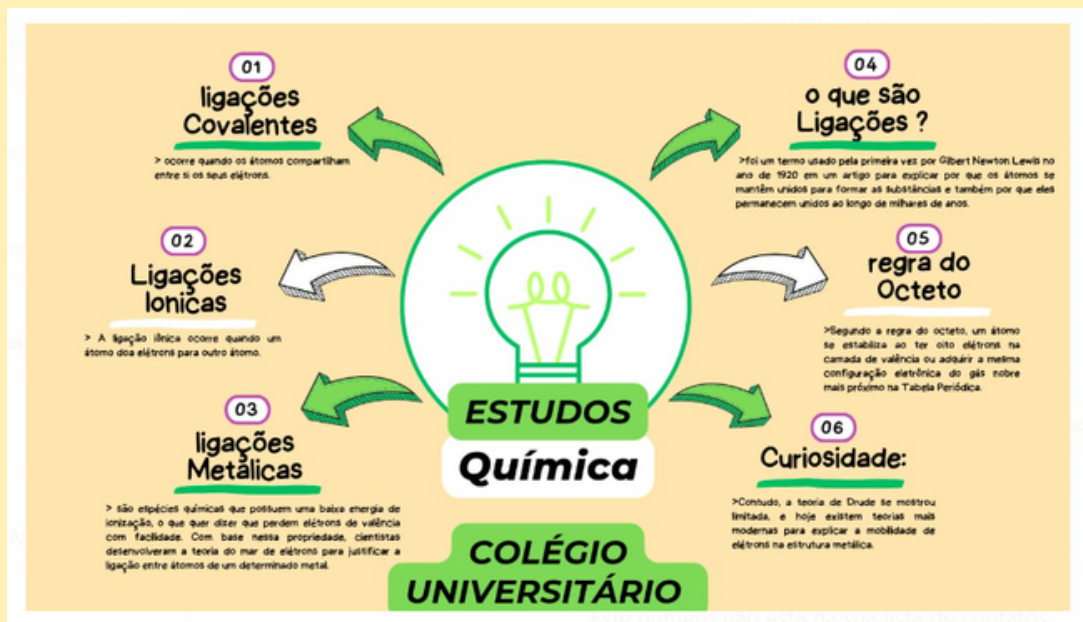 01
ligações
Covalentes
> ocorre quando os átomos compartilham
entre si os seus elétrons.
02
Ligações
Ionicas
> A ligação iônica ocorre quando um
átomo doa elétrons para outro átomo.
03
ligações
Metálicas
> são espécies químicas que possuem uma baixa energia de
ionização, o que quer dizer que perdem elétrons de valência
com facilidade. Com base nessa propriedade, cientistas
desenvolveram a teoria do mar de elétrons para justificar a
ligação entre átomos de um determinado metal.
04
o que são
Ligações ?
>foi um termo usado pela primeira vez por Gilbert Newton Lewis no
ano de 1920 em um artigo para explicar por que os átomos se
mantêm unidos para formar as substâncias e também por que eles
permanecem unidos ao longo de milhares de anos.
05
regra do
Octeto
>Segundo a regra do octeto, um átomo
se estabiliza ao ter oito elétrons na
camada de valência ou adquirir a mesma
configuração eletrônica do gás nobre
mais próximo na Tabela Periódica.
06
Curiosidade:
>Contudo, a teoria de Drude se mostrou
limitada, e hoje existem teorias mais
modernas para explicar a mobilidade de
elétrons na estrutura metálica.
ESTUDOS
Química
COLÉGIO
UNIVERSITÁRIO
Este número não está na sua lista de contatos